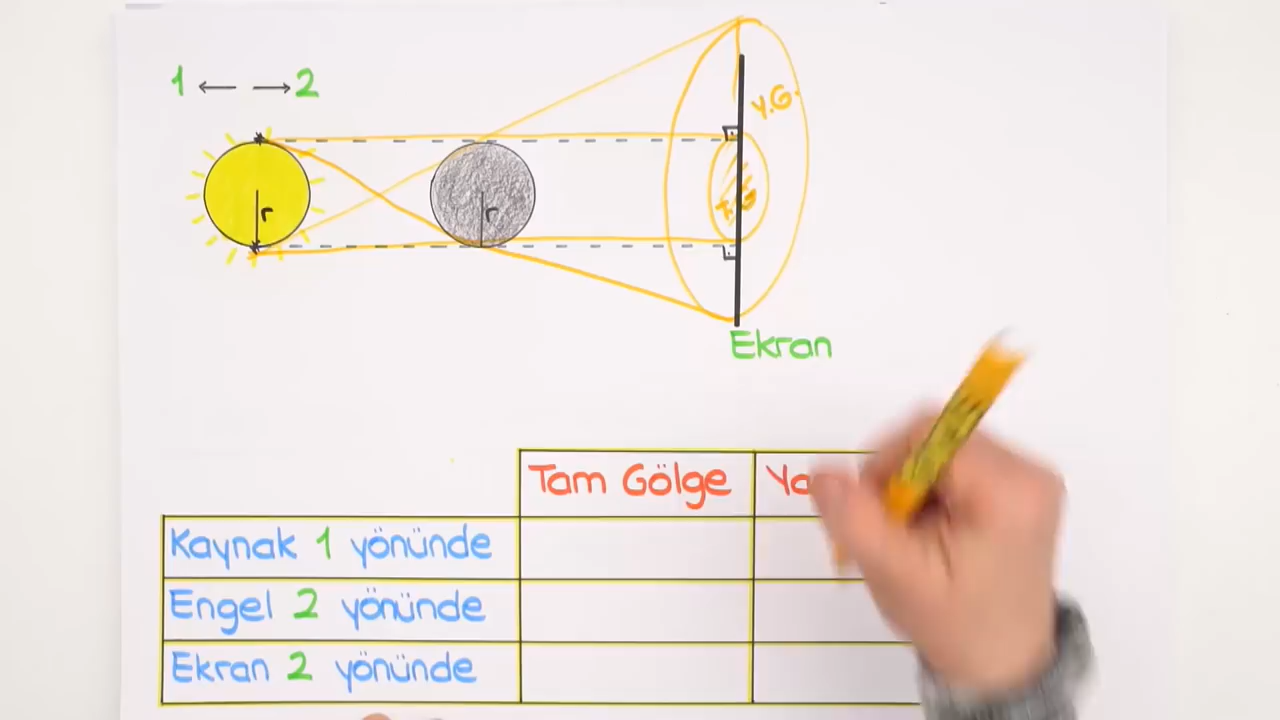 1 ← → 2
Y.G.
T.G
r
r
Ekran
Tam Gölge
Kaynak 1 yönünde
Engel 2 yönünde
Ekran 2 yönünde